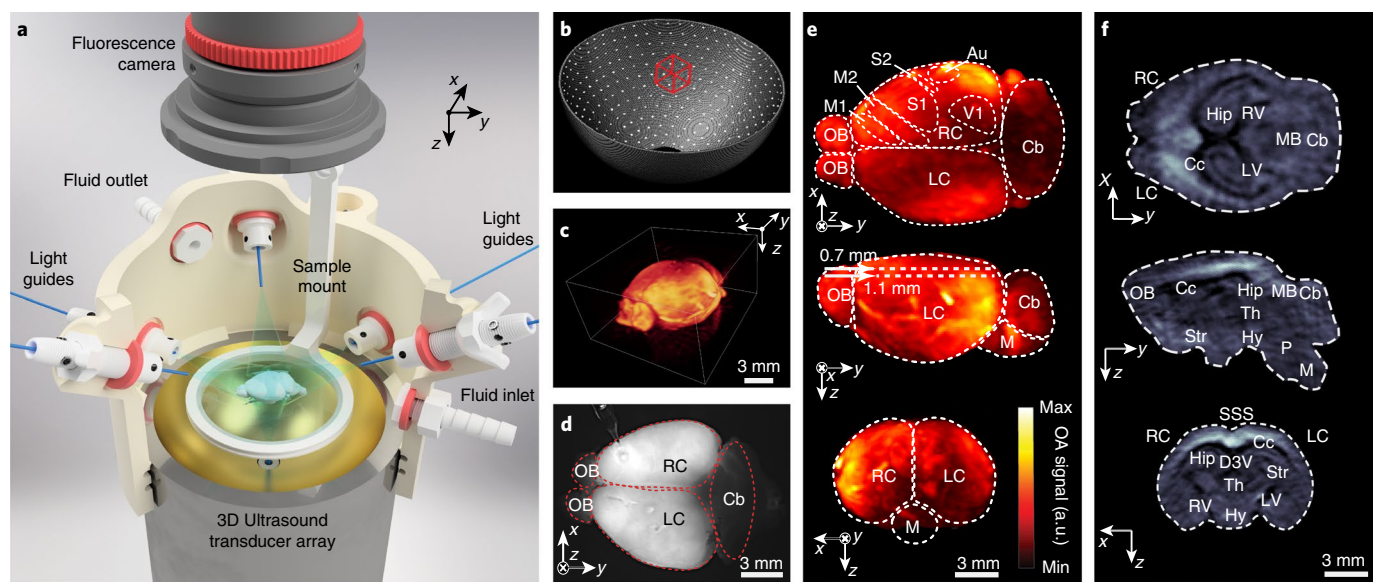 a
Fluorescence
camera
x
y
z
Fluid outlet
Light
guides
Light
guides
Sample
mount
Fluid inlet
3D Ultrasound
transducer array
b
c
x
y
z
3 mm
d
OB
OB
RC
LC
Cb
x
z
y
3 mm
e
Au
S2
M2
M1
S1
V1
RC
OB
OB
LC
Cb
x
z
y
0.7 mm
1.1 mm
OB
LC
Cb
M
x
y
z
RC
LC
M
x
y
z
3 mm
Max
OA signal (a.u.)
Min
f
RC
Hip
RV
MB
Cb
Cc
LV
LC
X
y
OB
Cc
Hip
MB
Cb
Th
Str
Hy
P
M
y
z
SSS
RC
Cc
LC
Hip
D3V
Str
Th
RV
LV
Hy
x
z
3 mm